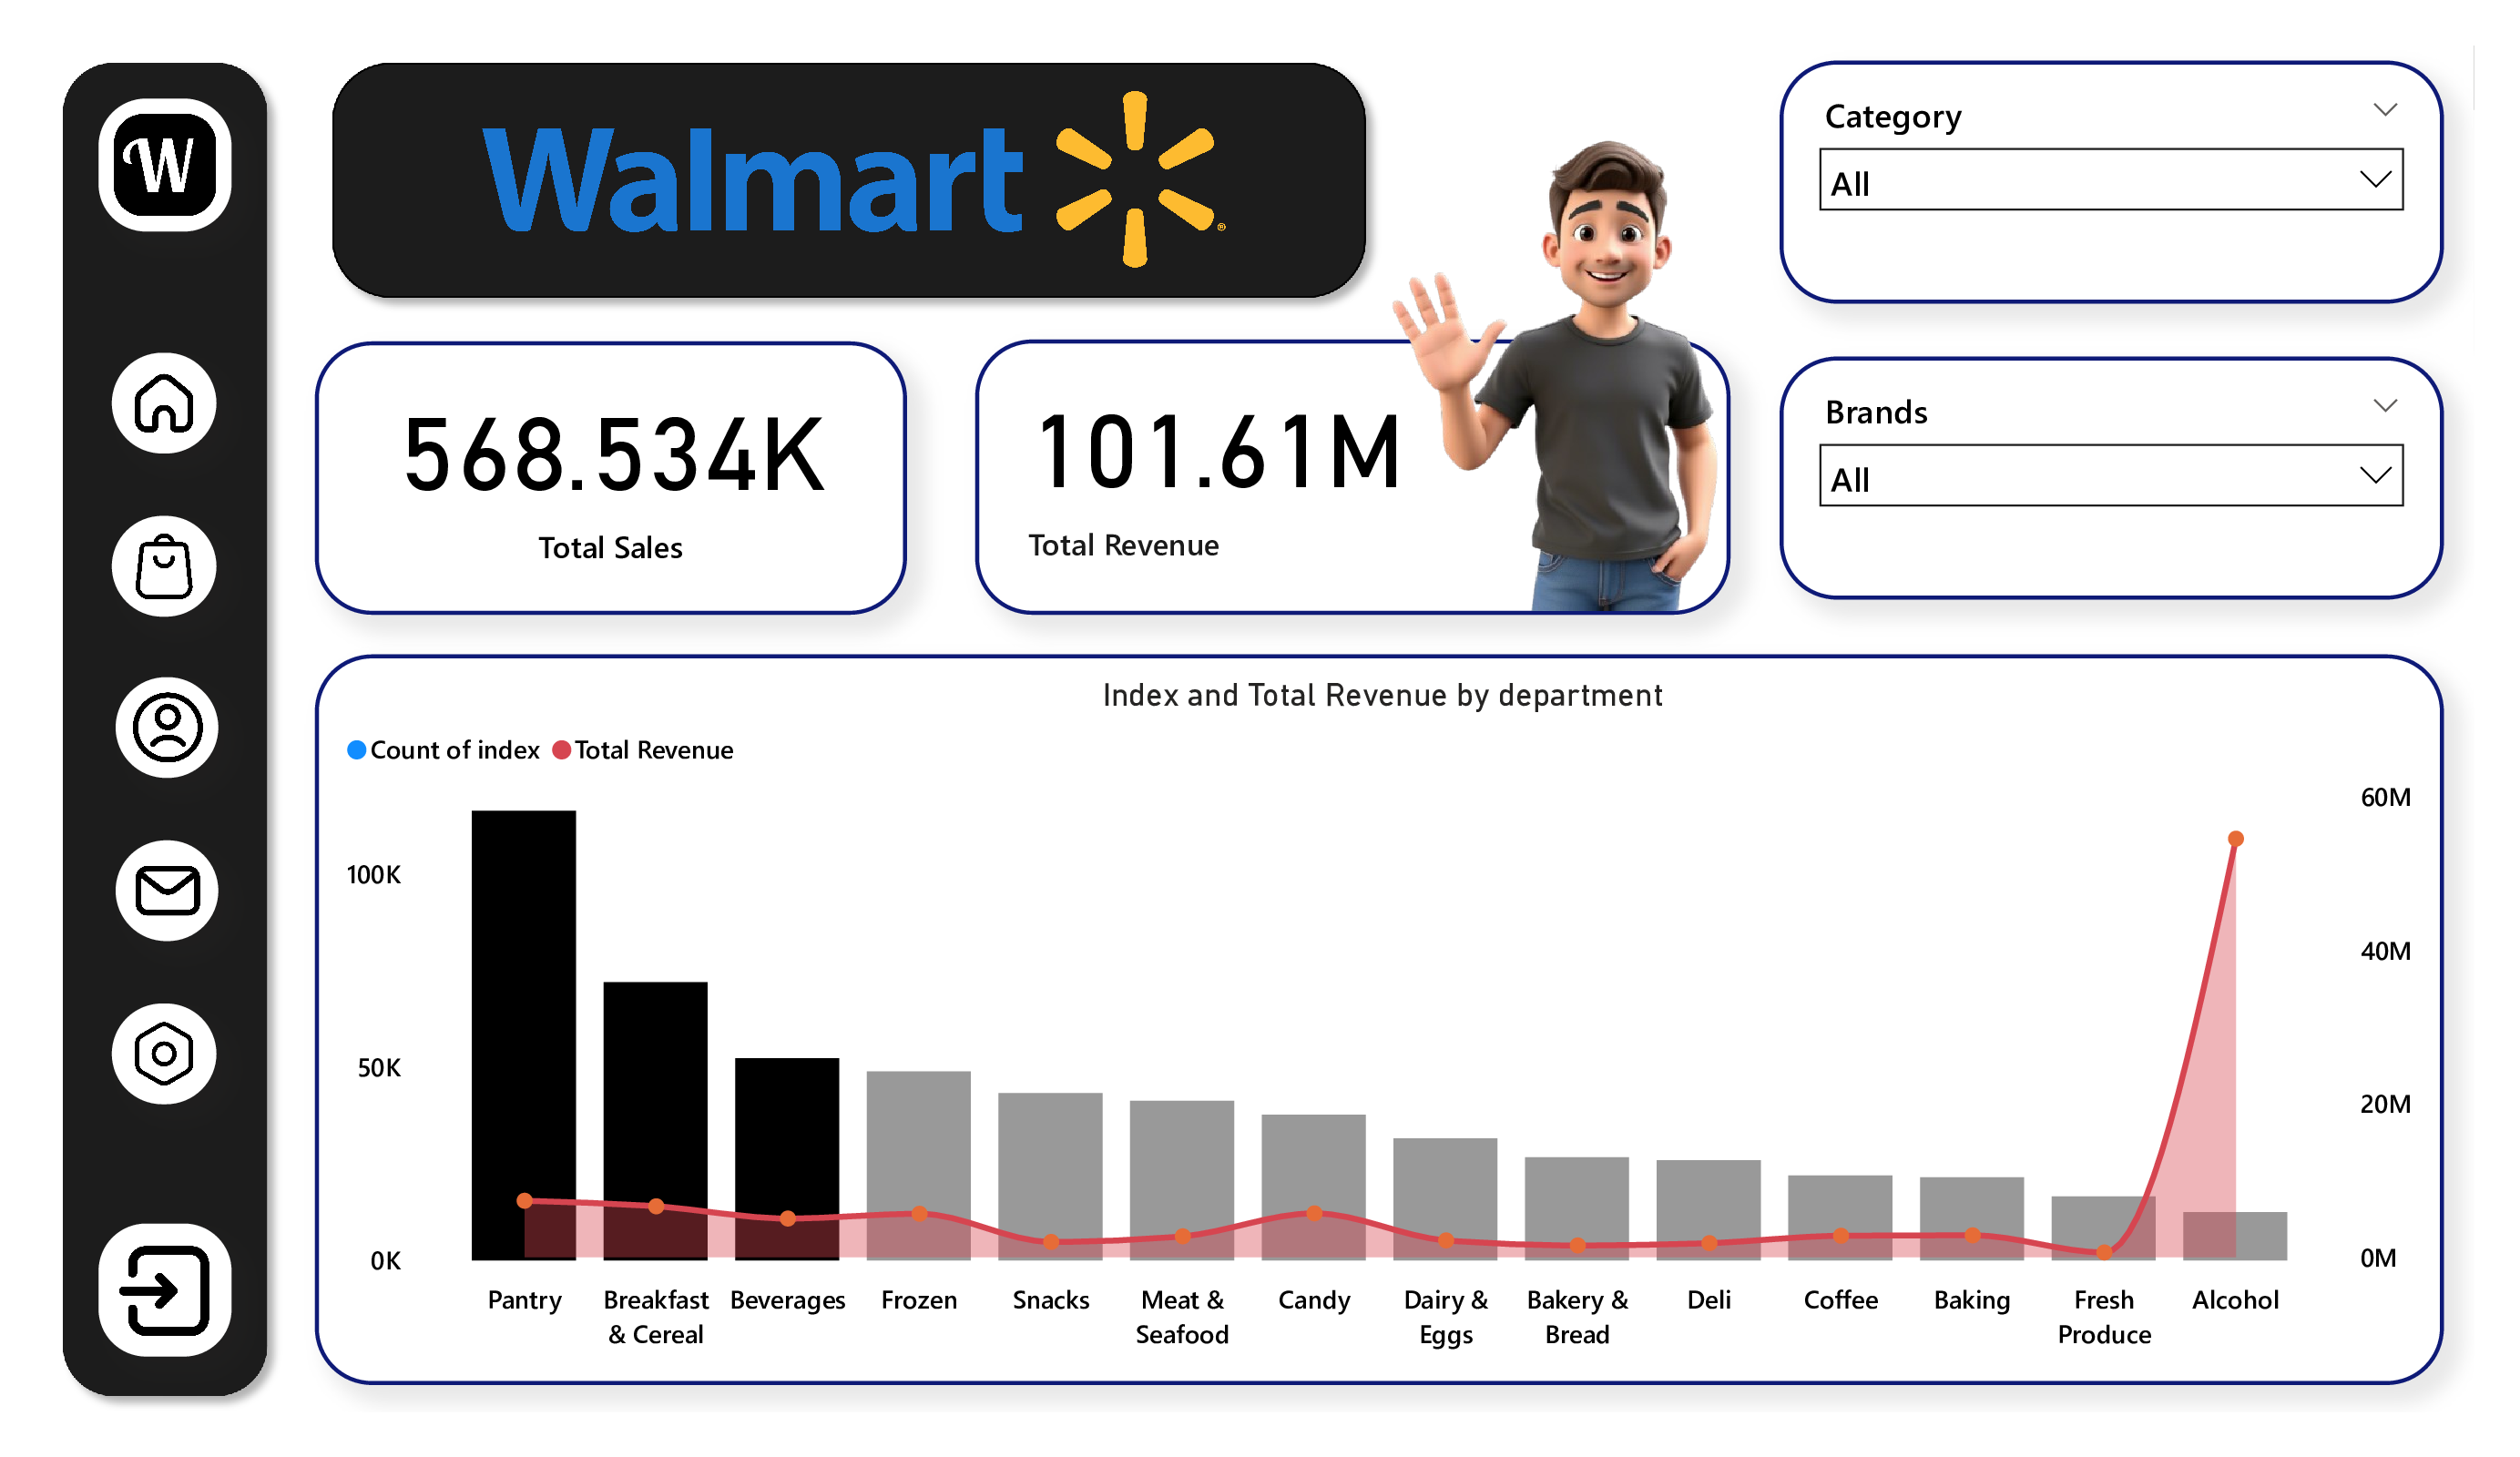 W
Walmart
®
Category
All
568.534K
Total Sales
101.61M
Total Revenue
Brands
All
Index and Total Revenue by department
Count of index Total Revenue
100K
50K
0K
60M
40M
20M
0M
Pantry
Breakfast
& Cereal
Beverages
Frozen
Snacks
Meat &
Seafood
Candy
Dairy &
Eggs
Bakery &
Bread
Deli
Coffee
Baking
Fresh
Produce
Alcohol